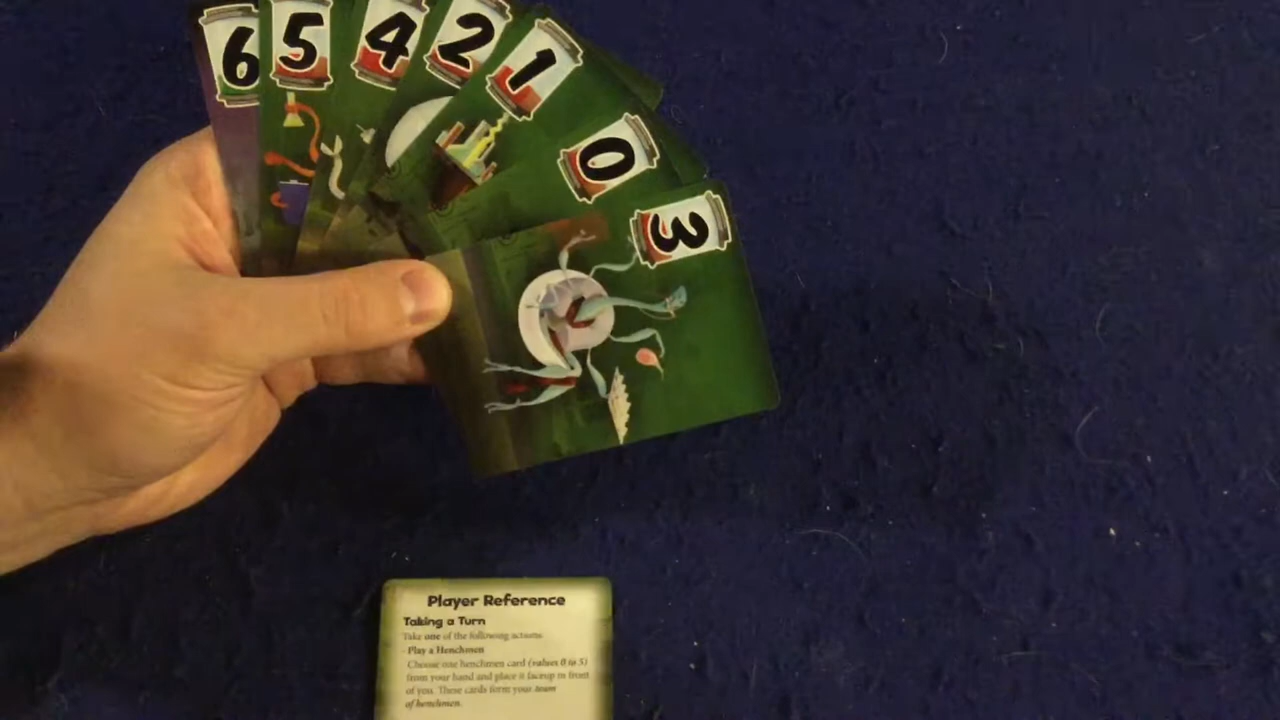 6 5 4 2 1
0
3
Player Reference
Taking a Turn
Take one of the following actions.
· Play a Henchmen
Choose one henchmen card (values 0 to 5)
from your hand and place it faceup in front
of you. These cards form your team
of henchmen.